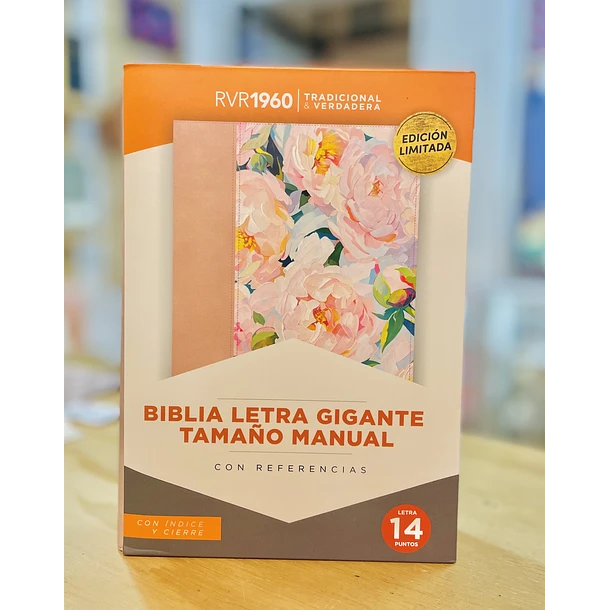 RVR1960
TRADICIONAL
& VERDADERA
EDICIÓN
LIMITADA
BIBLIA LETRA GIGANTE
TAMAÑO MANUAL
CON REFERENCIAS
CON ÍNDICE
Y CIERRE
LETRA
14
PUNTOS